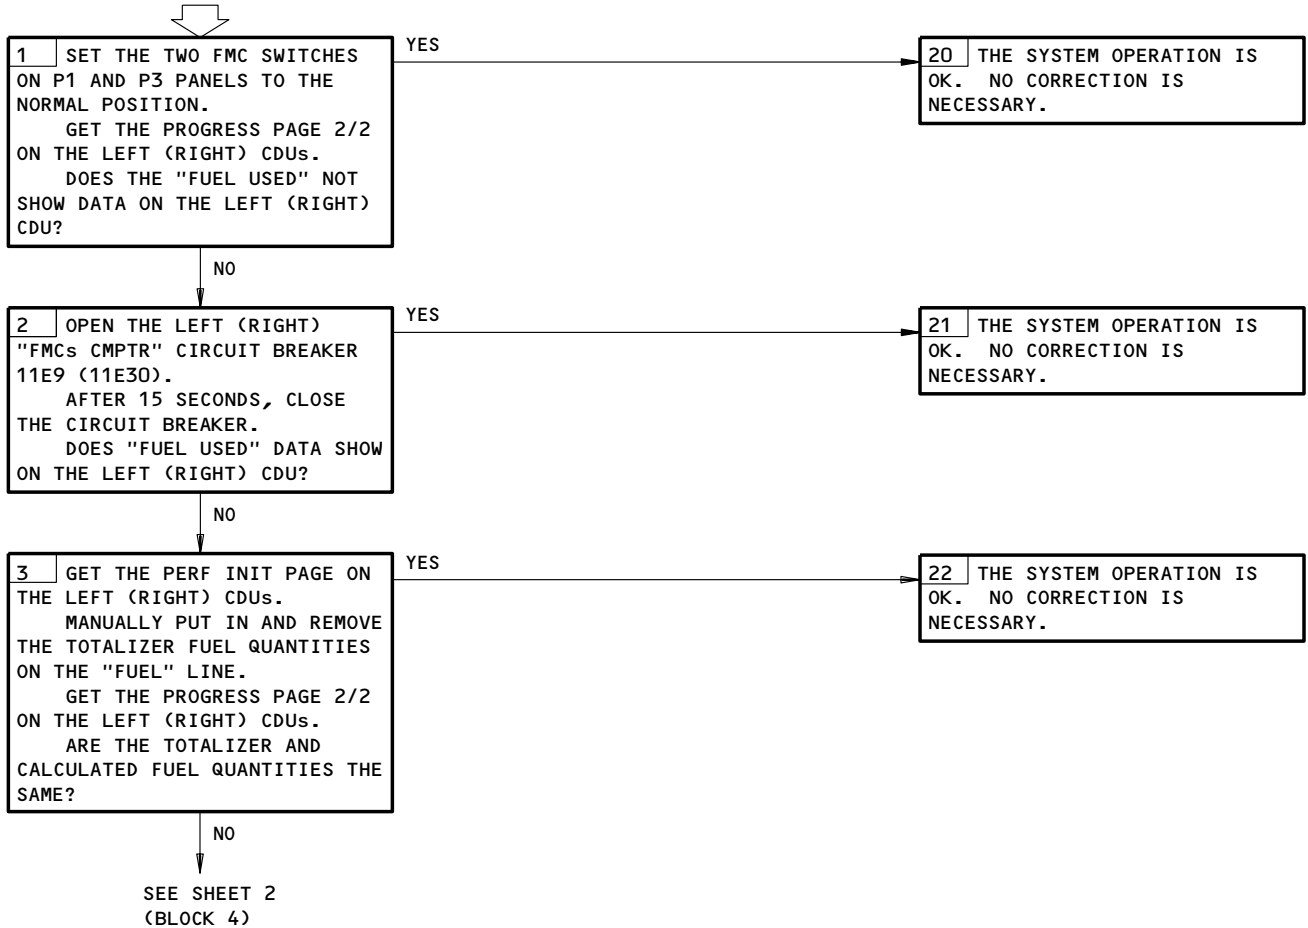 1 SET THE TWO FMC SWITCHES
ON P1 AND P3 PANELS TO THE
NORMAL POSITION.
GET THE PROGRESS PAGE 2/2
ON THE LEFT (RIGHT) CDUs.
DOES THE "FUEL USED" NOT
SHOW DATA ON THE LEFT (RIGHT)
CDU?
YES
20 THE SYSTEM OPERATION IS
OK. NO CORRECTION IS
NECESSARY.
NO
2 OPEN THE LEFT (RIGHT)
"FMCs CMPTR" CIRCUIT BREAKER
11E9 (11E30).
AFTER 15 SECONDS, CLOSE
THE CIRCUIT BREAKER.
DOES "FUEL USED" DATA SHOW
ON THE LEFT (RIGHT) CDU?
YES
21 THE SYSTEM OPERATION IS
OK. NO CORRECTION IS
NECESSARY.
NO
3 GET THE PERF INIT PAGE ON
THE LEFT (RIGHT) CDUs.
MANUALLY PUT IN AND REMOVE
THE TOTALIZER FUEL QUANTITIES
ON THE "FUEL" LINE.
GET THE PROGRESS PAGE 2/2
ON THE LEFT (RIGHT) CDUs.
ARE THE TOTALIZER AND
CALCULATED FUEL QUANTITIES THE
SAME?
YES
22 THE SYSTEM OPERATION IS
OK. NO CORRECTION IS
NECESSARY.
NO
SEE SHEET 2
(BLOCK 4)